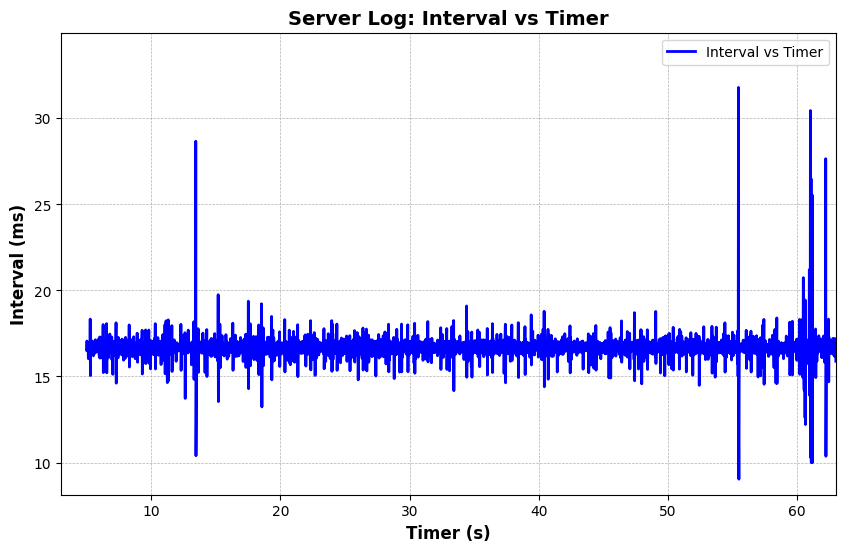 Server Log: Interval vs Timer
Interval vs Timer
30
25
20
15
10
Interval (ms)
10 20 30 40 50 60
Timer (s)